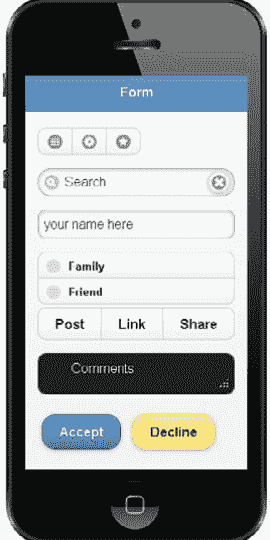 Form
Search
your name here
Family
Friend
Post Link Share
Comments
Accept Decline